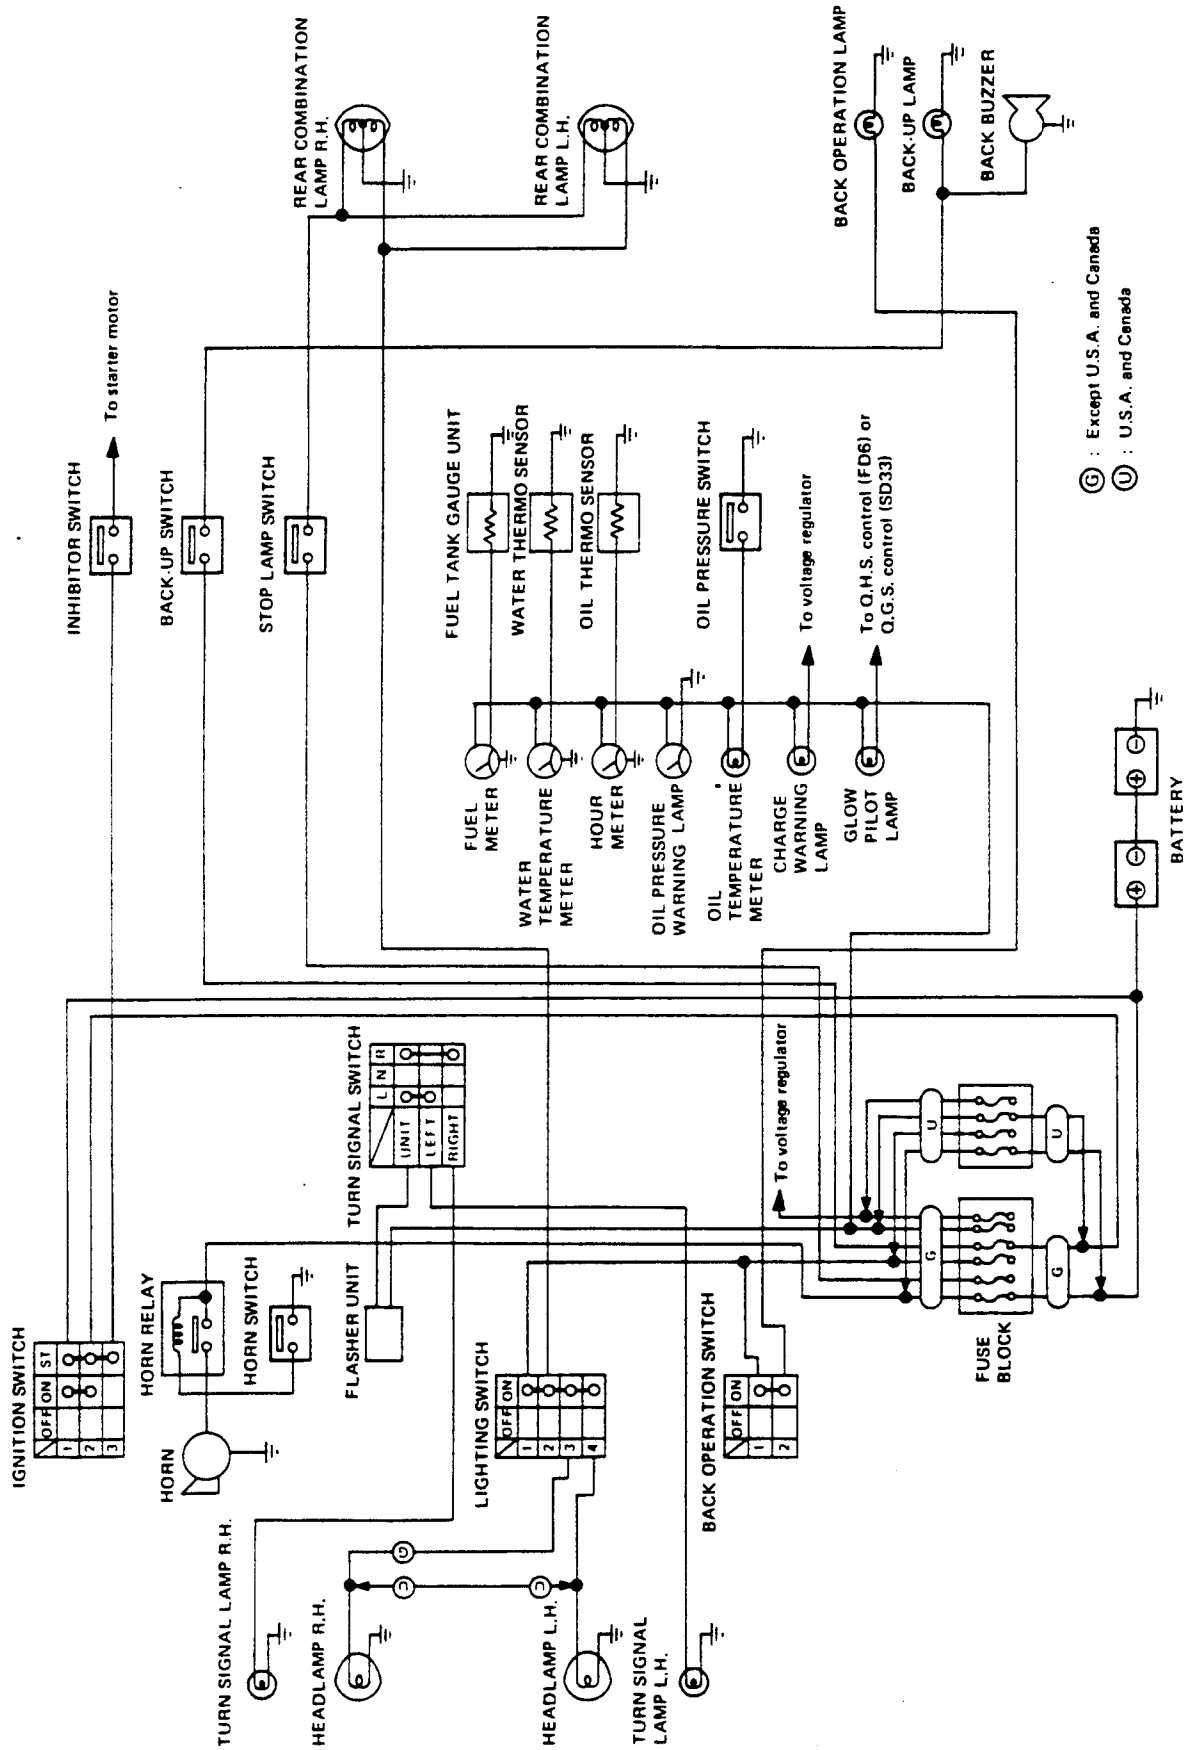 IGNITION SWITCH
OFF ON ST
1
2
3
HORN RELAY
HORN
HORN SWITCH
TURN SIGNAL LAMP R.H.
HEADLAMP R.H.
HEADLAMP L.H.
TURN SIGNAL
LAMP L.H.
G
U
U
FLASHER UNIT
TURN SIGNAL SWITCH
L N R
UNIT
LEFT
RIGHT
LIGHTING SWITCH
OFF ON
1
2
3
4
BACK OPERATION SWITCH
OFF ON
1
2
FUSE
BLOCK
G
G
U
U
To voltage regulator
BATTERY
+ - + -
INHIBITOR SWITCH
To starter motor
BACK-UP SWITCH
STOP LAMP SWITCH
FUEL
METER
WATER
TEMPERATURE
METER
HOUR
METER
OIL PRESSURE
WARNING LAMP
OIL
TEMPERATURE
METER
CHARGE
WARNING
LAMP
GLOW
PILOT
LAMP
FUEL TANK GAUGE UNIT
WATER THERMO SENSOR
OIL THERMO SENSOR
OIL PRESSURE SWITCH
To voltage regulator
To Q.H.S. control (FD6) or
Q.G.S. control (SD33)
REAR COMBINATION
LAMP R.H.
REAR COMBINATION
LAMP L.H.
BACK OPERATION LAMP
BACK-UP LAMP
BACK BUZZER
G : Except U.S.A. and Canada
U : U.S.A. and Canada